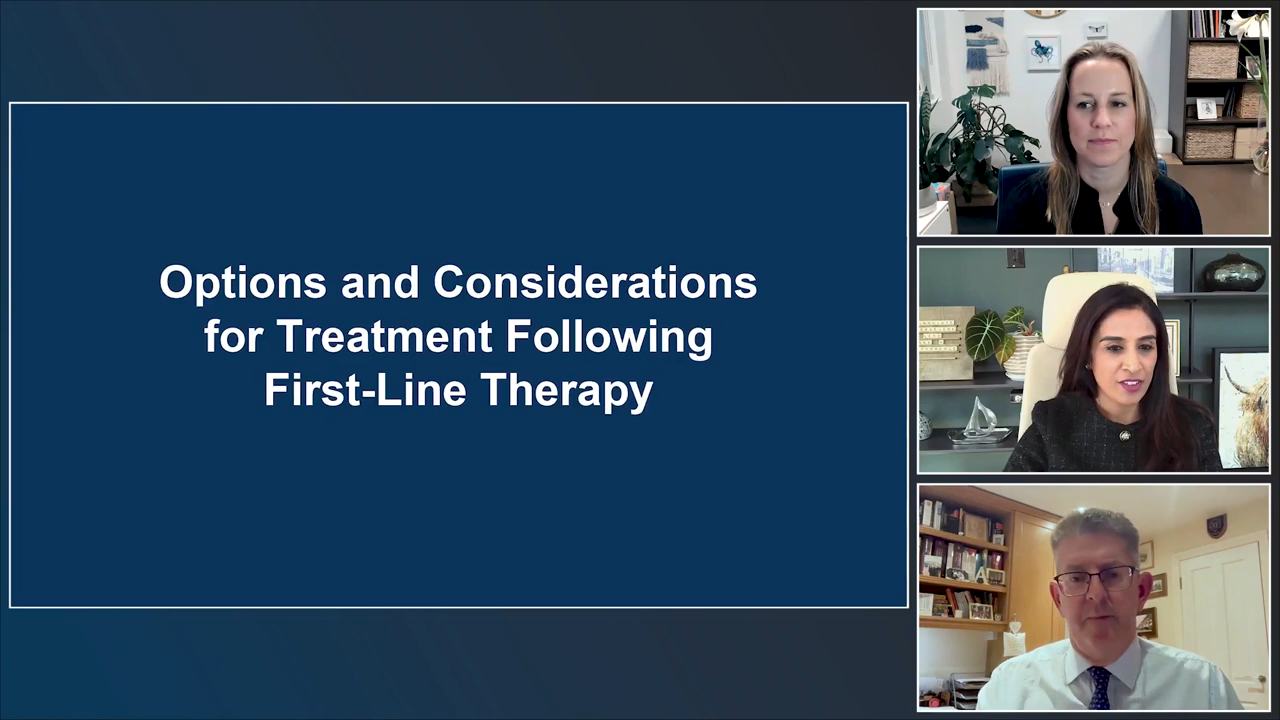 Options and Considerations
for Treatment Following
First-Line Therapy